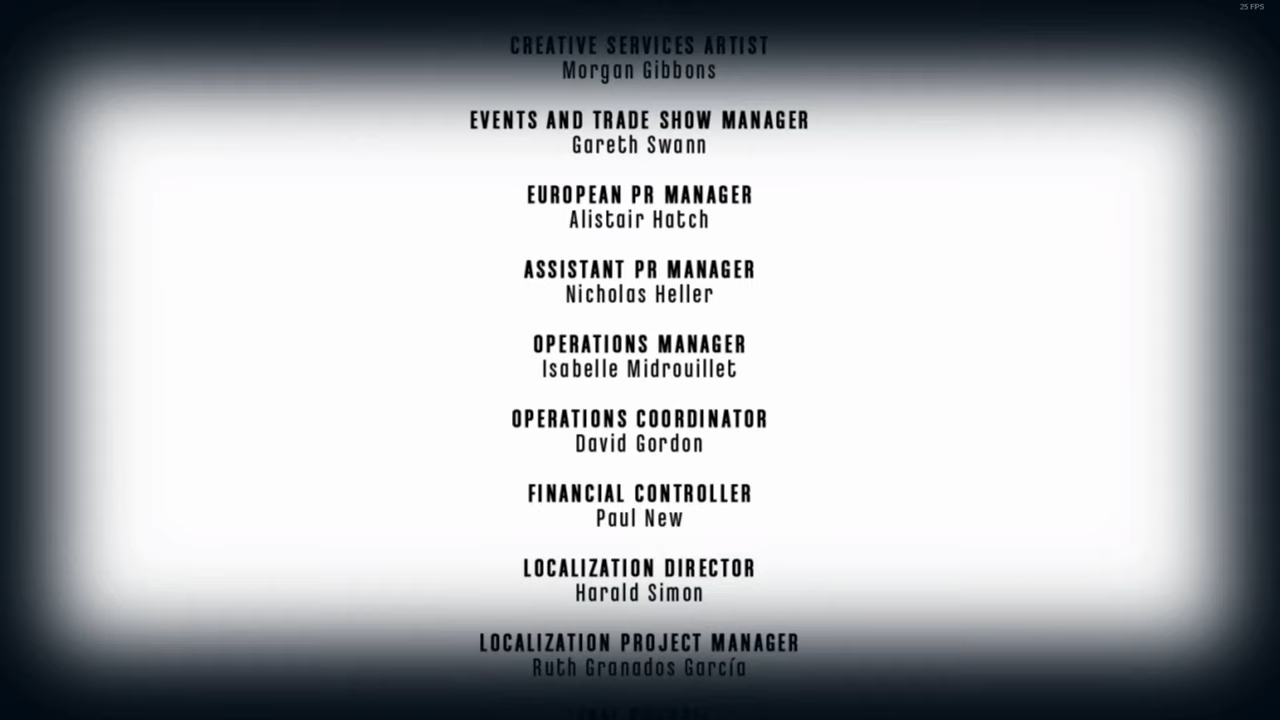 25 FPS
CREATIVE SERVICES ARTIST
Morgan Gibbons
EVENTS AND TRADE SHOW MANAGER
Gareth Swann
EUROPEAN PR MANAGER
Alistair Hatch
ASSISTANT PR MANAGER
Nicholas Heller
OPERATIONS MANAGER
Isabelle Midrouillet
OPERATIONS COORDINATOR
David Gordon
FINANCIAL CONTROLLER
Paul New
LOCALIZATION DIRECTOR
Harald Simon
LOCALIZATION PROJECT MANAGER
Ruth Granados García